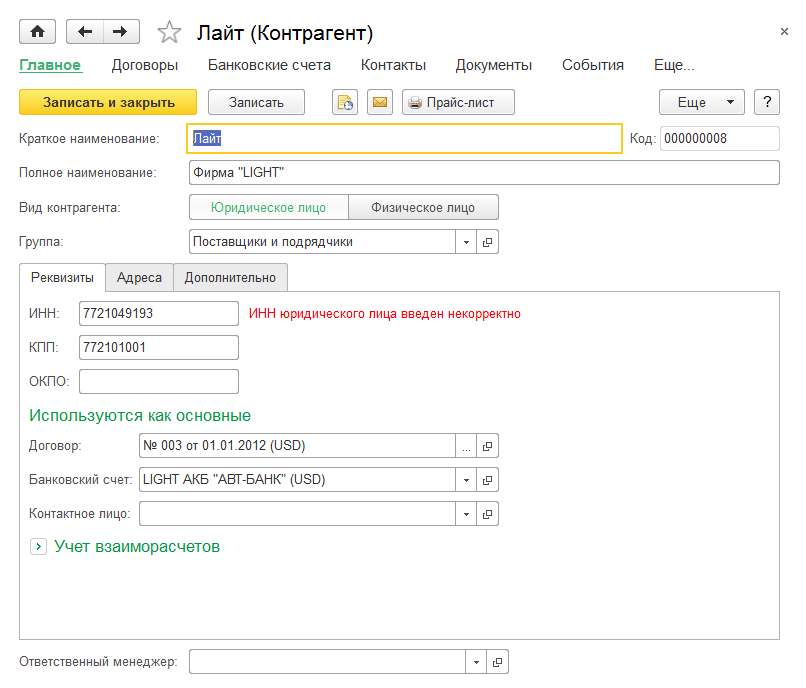 Лайт (Контрагент)
Главное Договоры Банковские счета Контакты Документы События Еще...
Записать и закрыть Записать Прайс-лист Еще ?
Краткое наименование: Лайт Код: 000000008
Полное наименование: Фирма "LIGHT"
Вид контрагента: Юридическое лицо Физическое лицо
Группа: Поставщики и подрядчики
Реквизиты Адреса Дополнительно
ИНН: 7721049193 ИНН юридического лица введен некорректно
КПП: 772101001
ОКПО:
Используются как основные
Договор: № 003 от 01.01.2012 (USD) ...
Банковский счет: LIGHT АКБ "АВТ-БАНК" (USD)
Контактное лицо:
Учет взаиморасчетов
Ответственный менеджер: